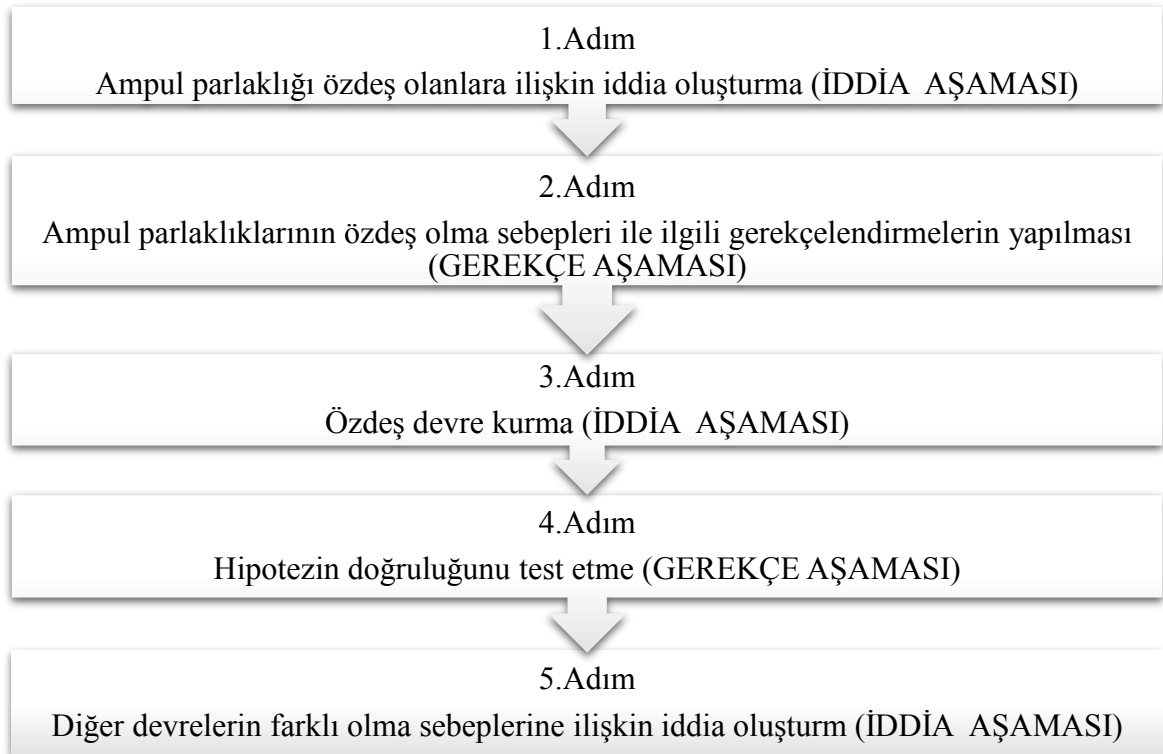 1.Adım
Ampul parlaklığı özdeş olanlara ilişkin iddia oluşturma (İDDİA AŞAMASI)
2.Adım
Ampul parlaklıklarının özdeş olma sebepleri ile ilgili gerekçelendirmelerin yapılması
(GEREKÇE AŞAMASI)
3.Adım
Özdeş devre kurma (İDDİA AŞAMASI)
4.Adım
Hipotezin doğruluğunu test etme (GEREKÇE AŞAMASI)
5.Adım
Diğer devrelerin farklı olma sebeplerine ilişkin iddia oluşturm (İDDİA AŞAMASI)